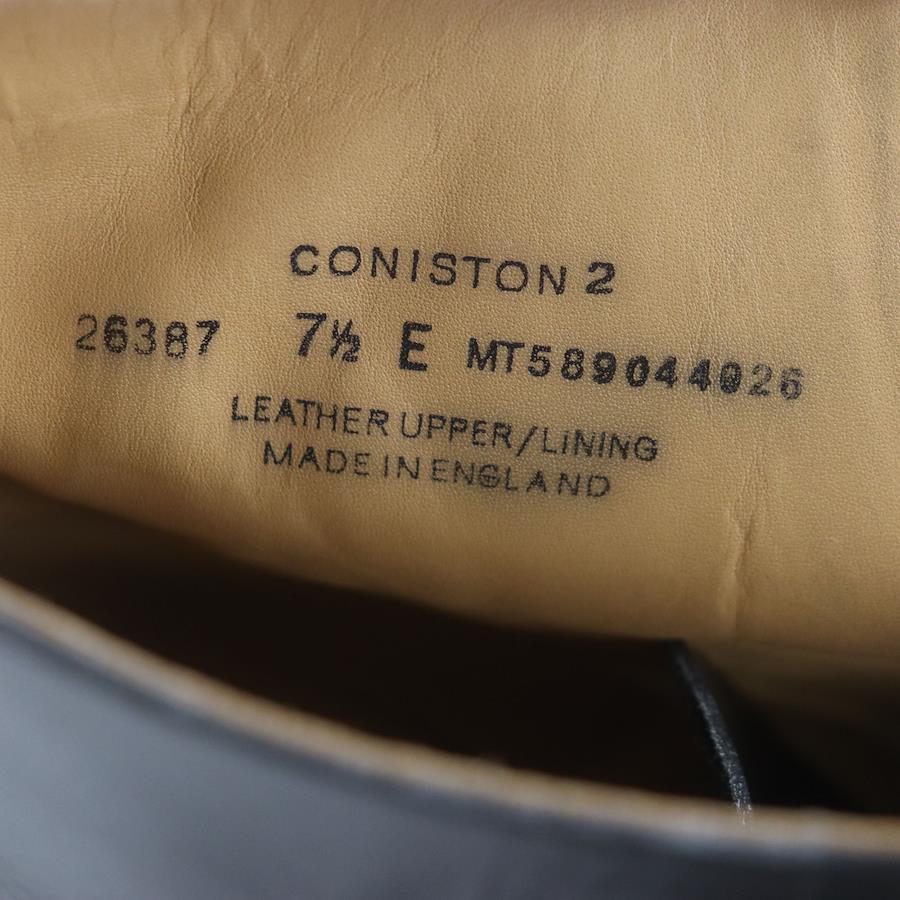 CONISTON 2
26387 7½ E MT589044026
LEATHER UPPER/LiNING
MADE IN ENGLAND